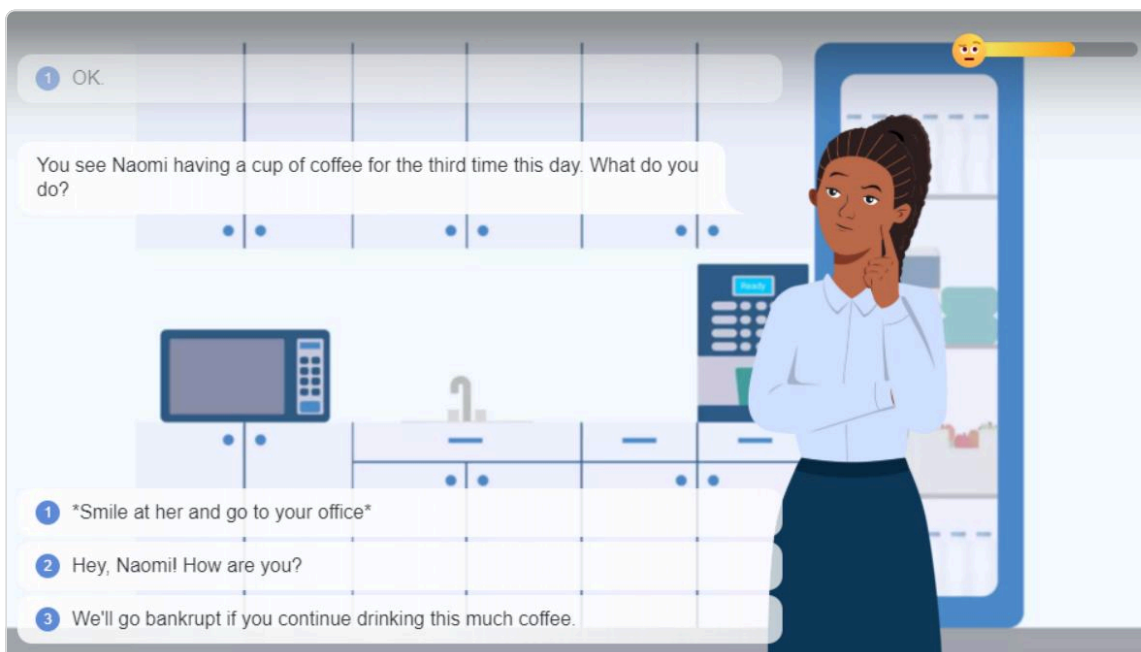 1 OK.
You see Naomi having a cup of coffee for the third time this day. What do you
do?
Ready
1 *Smile at her and go to your office*
2 Hey, Naomi! How are you?
3 We'll go bankrupt if you continue drinking this much coffee.